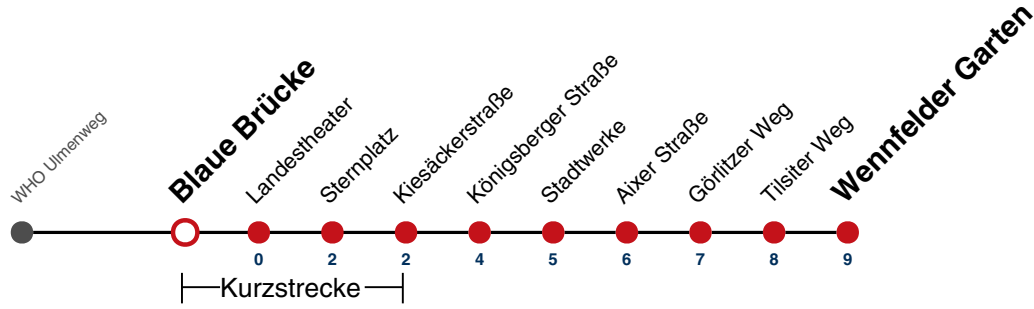 WHO Ulmenweg
Blaue Brücke
Landestheater
Sternplatz
Kiesäckerstraße
Königsberger Straße
Stadtwerke
Aixer Straße
Görlitzer Weg
Tilsiter Weg
Wennfelder Garten
0 2 2 4 5 6 7 8 9
Kurzstrecke